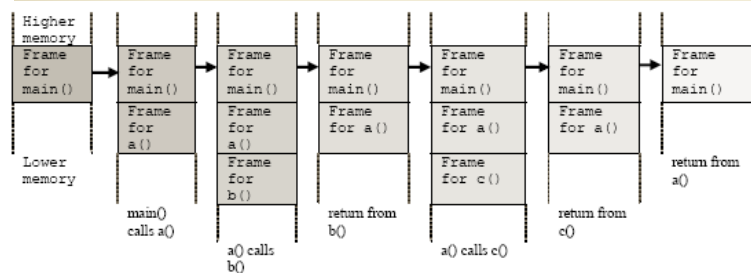 Higher
memory
Frame
for
main()
Lower
memory
Frame
for
main()
Frame
for
a()
main()
calls a()
Frame
for
main()
Frame
for
a()
Frame
for
b()
a() calls
b()
Frame
for
main()
Frame
for a()
return from
b()
Frame
for
main()
Frame
for a()
Frame
for c()
a() calls c()
Frame
for
main()
Frame
for a()
return from
c()
Frame
for
main()
return from
a()